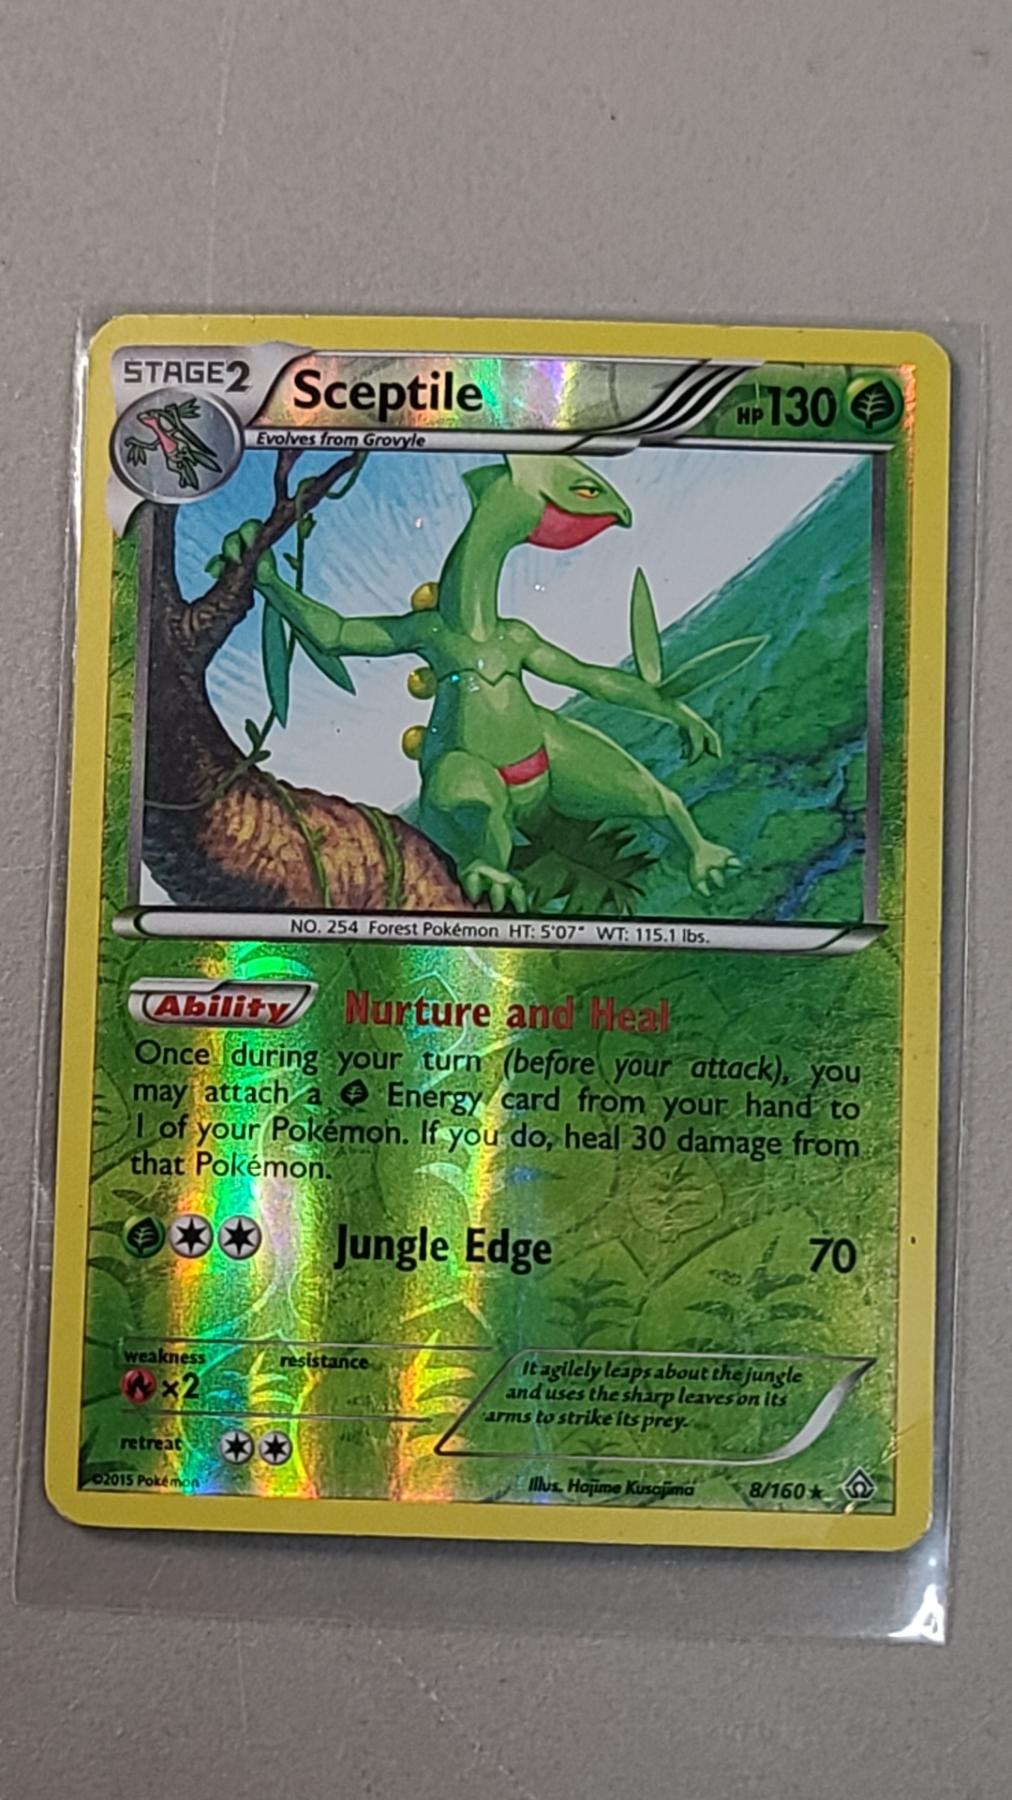 STAGE2
Sceptile
HP130
Evolves from Grovyle
NO. 254 Forest Pokémon HT: 5'07" WT: 115.1 lbs.
Ability Nurture and Heal
Once during your turn (before your attack), you
may attach a Energy card from your hand to
1 of your Pokémon. If you do, heal 30 damage from
that Pokémon.
Jungle Edge 70
weakness resistance
×2
retreat
It agilely leaps about the jungle
and uses the sharp leaves on its
arms to strike its prey.
©2015 Pokémon
Illus. Hajime Kusajima
8/160 ★